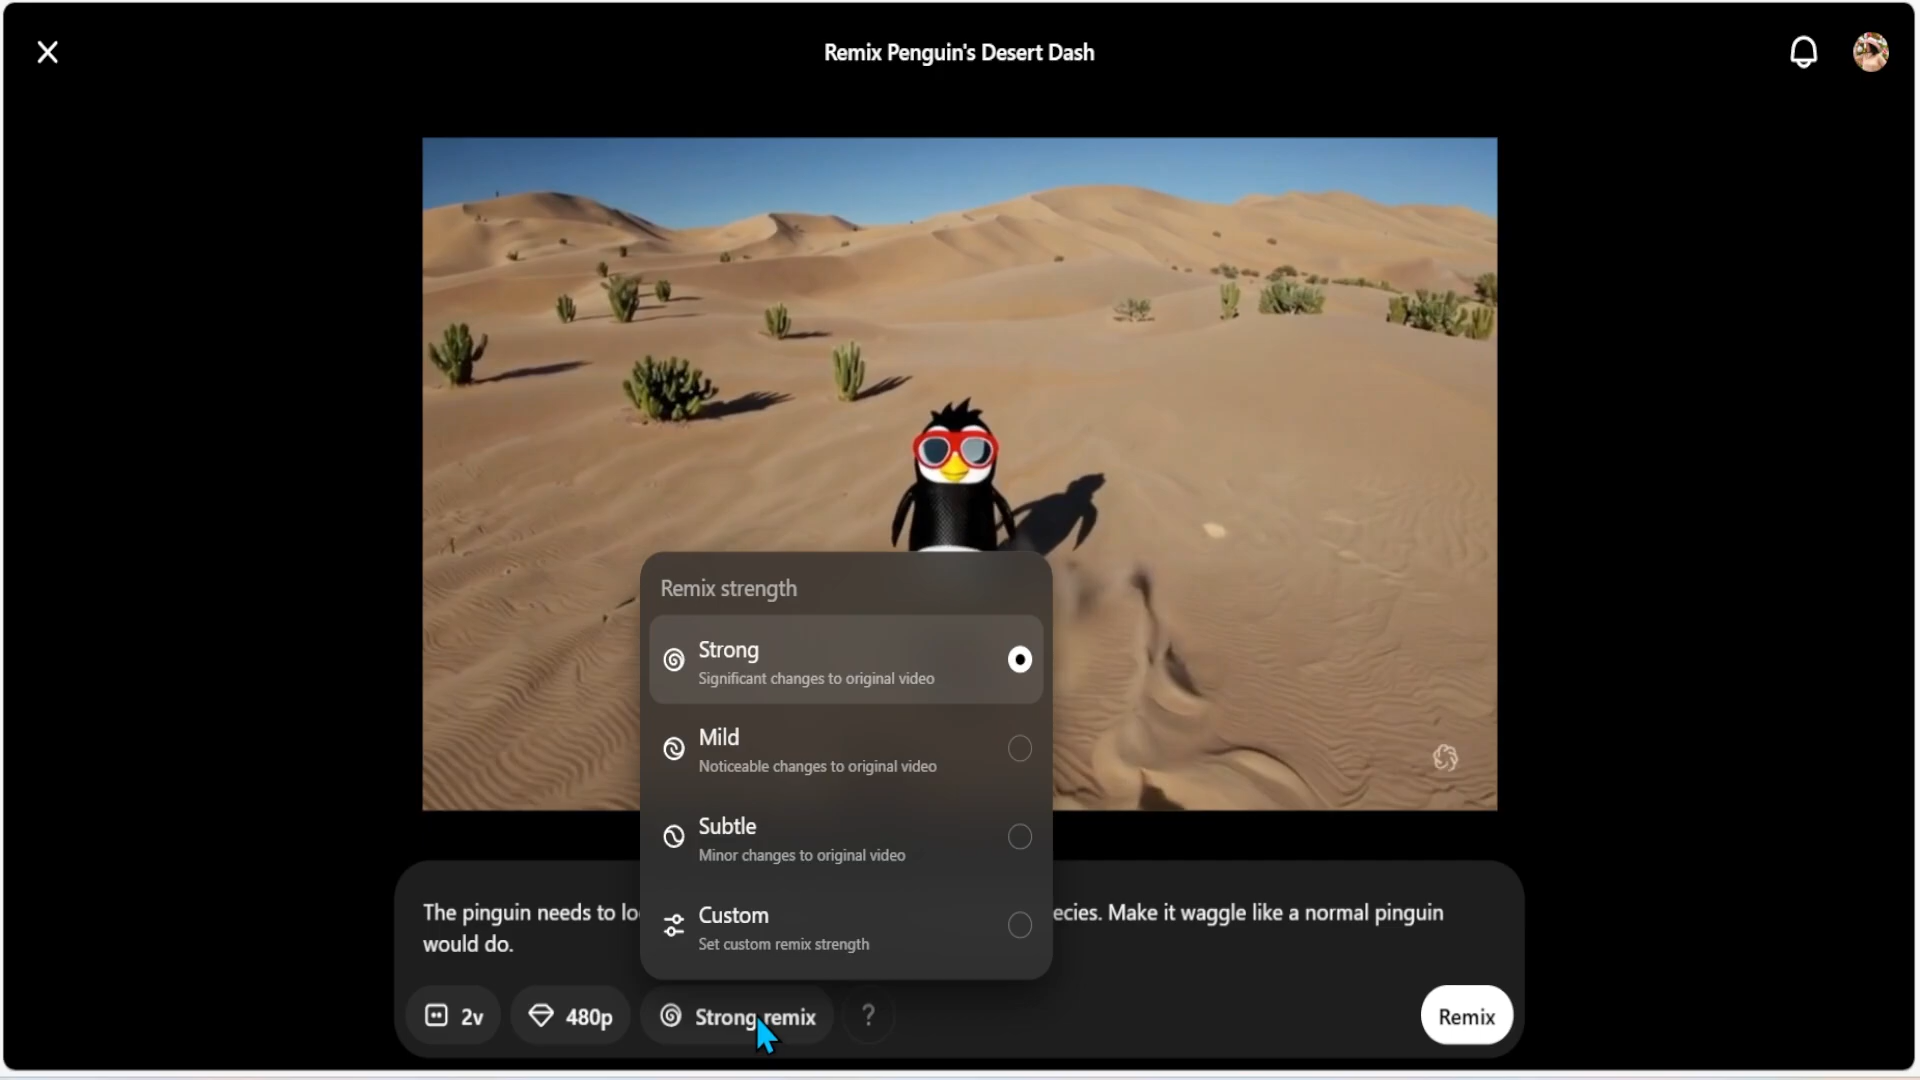 Remix Penguin's Desert Dash
Remix strength
Strong
Significant changes to original video
Mild
Noticeable changes to original video
Subtle
Minor changes to original video
Custom
Set custom remix strength
The pinguin needs to ecies. Make it waggle like a normal pinguin
would do.
2v
480p
Strong remix
?
Remix